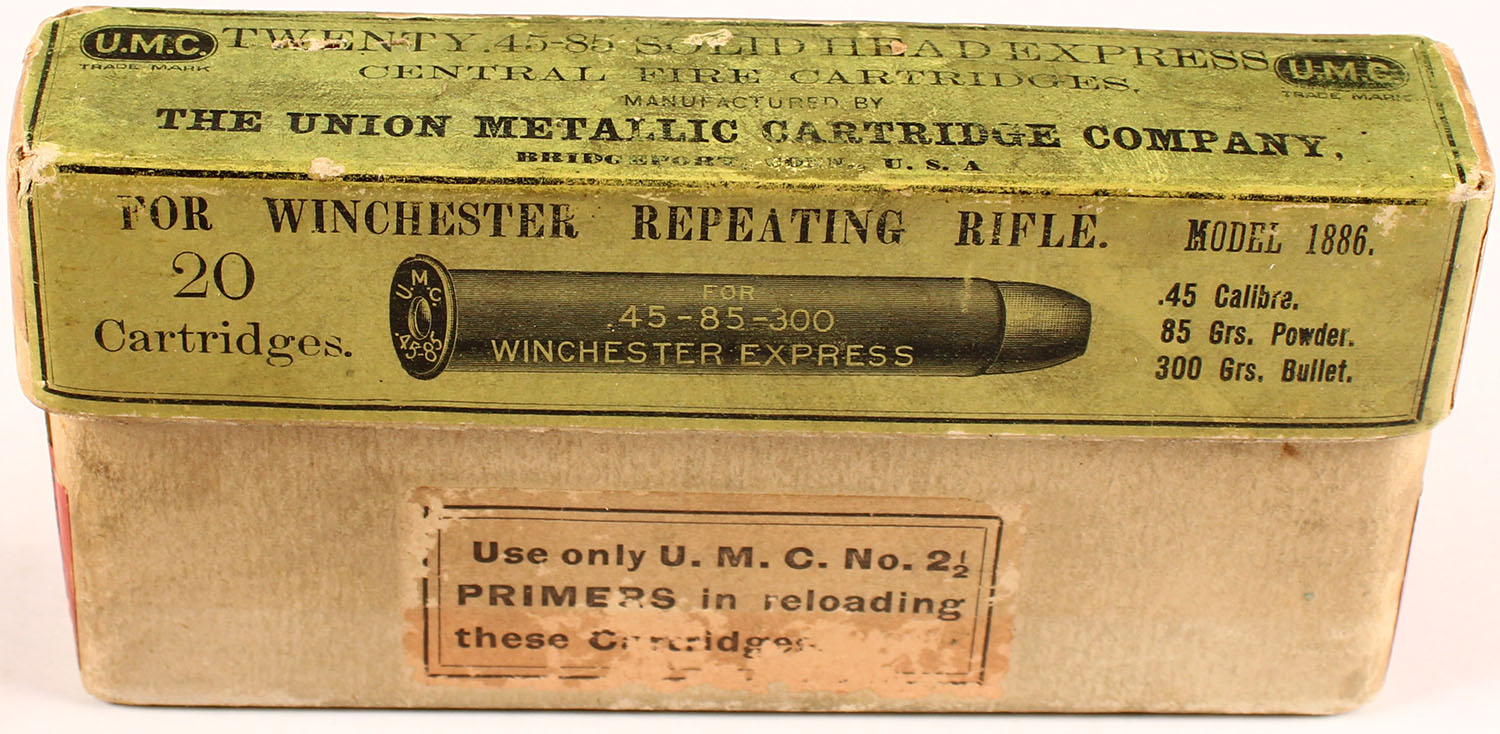 U.M.C. TWENTY .45-85 SOLID HEAD EXPRESS U.M.C.
TRADE MARK CENTRAL FIRE CARTRIDGES. TRADE MARK
MANUFACTURED BY
THE UNION METALLIC CARTRIDGE COMPANY,
BRIDGEPORT, CONN., U. S. A
FOR WINCHESTER REPEATING RIFLE. MODEL 1886.
20
Cartridges.
U.M.C.
.45-85
FOR
.45-85-300
WINCHESTER EXPRESS
.45 Calibre.
85 Grs. Powder.
300 Grs. Bullet.
Use only U. M. C. No. 2½
PRIMERS in reloading
these Cartridges.